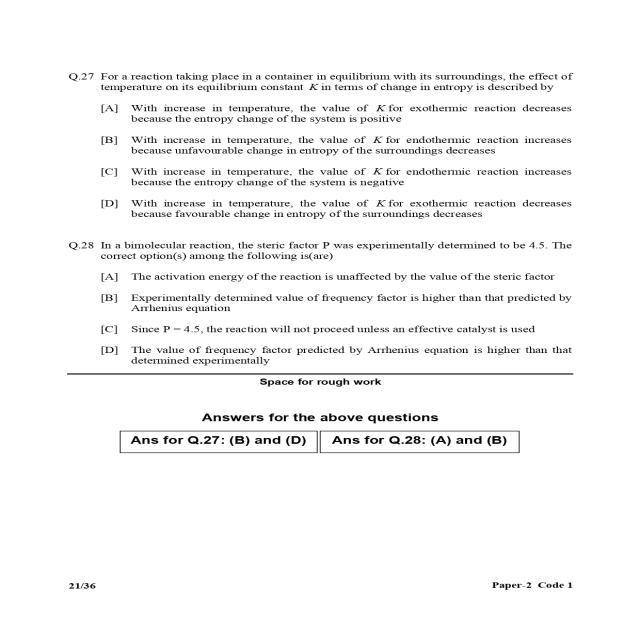 Q.27 For a reaction taking place in a container in equilibrium with its surroundings, the effect of
temperature on its equilibrium constant K in terms of change in entropy is described by
[A] With increase in temperature, the value of K for exothermic reaction decreases
because the entropy change of the system is positive
[B] With increase in temperature, the value of K for endothermic reaction increases
because unfavourable change in entropy of the surroundings decreases
[C] With increase in temperature, the value of K for endothermic reaction increases
because the entropy change of the system is negative
[D] With increase in temperature, the value of K for exothermic reaction decreases
because favourable change in entropy of the surroundings decreases
Q.28 In a bimolecular reaction, the steric factor P was experimentally determined to be 4.5. The
correct option(s) among the following is(are)
[A] The activation energy of the reaction is unaffected by the value of the steric factor
[B] Experimentally determined value of frequency factor is higher than that predicted by
Arrhenius equation
[C] Since P = 4.5, the reaction will not proceed unless an effective catalyst is used
[D] The value of frequency factor predicted by Arrhenius equation is higher than that
determined experimentally
Space for rough work
Answers for the above questions
Ans for Q.27: (B) and (D) Ans for Q.28: (A) and (B)
21/36 Paper-2 Code 1